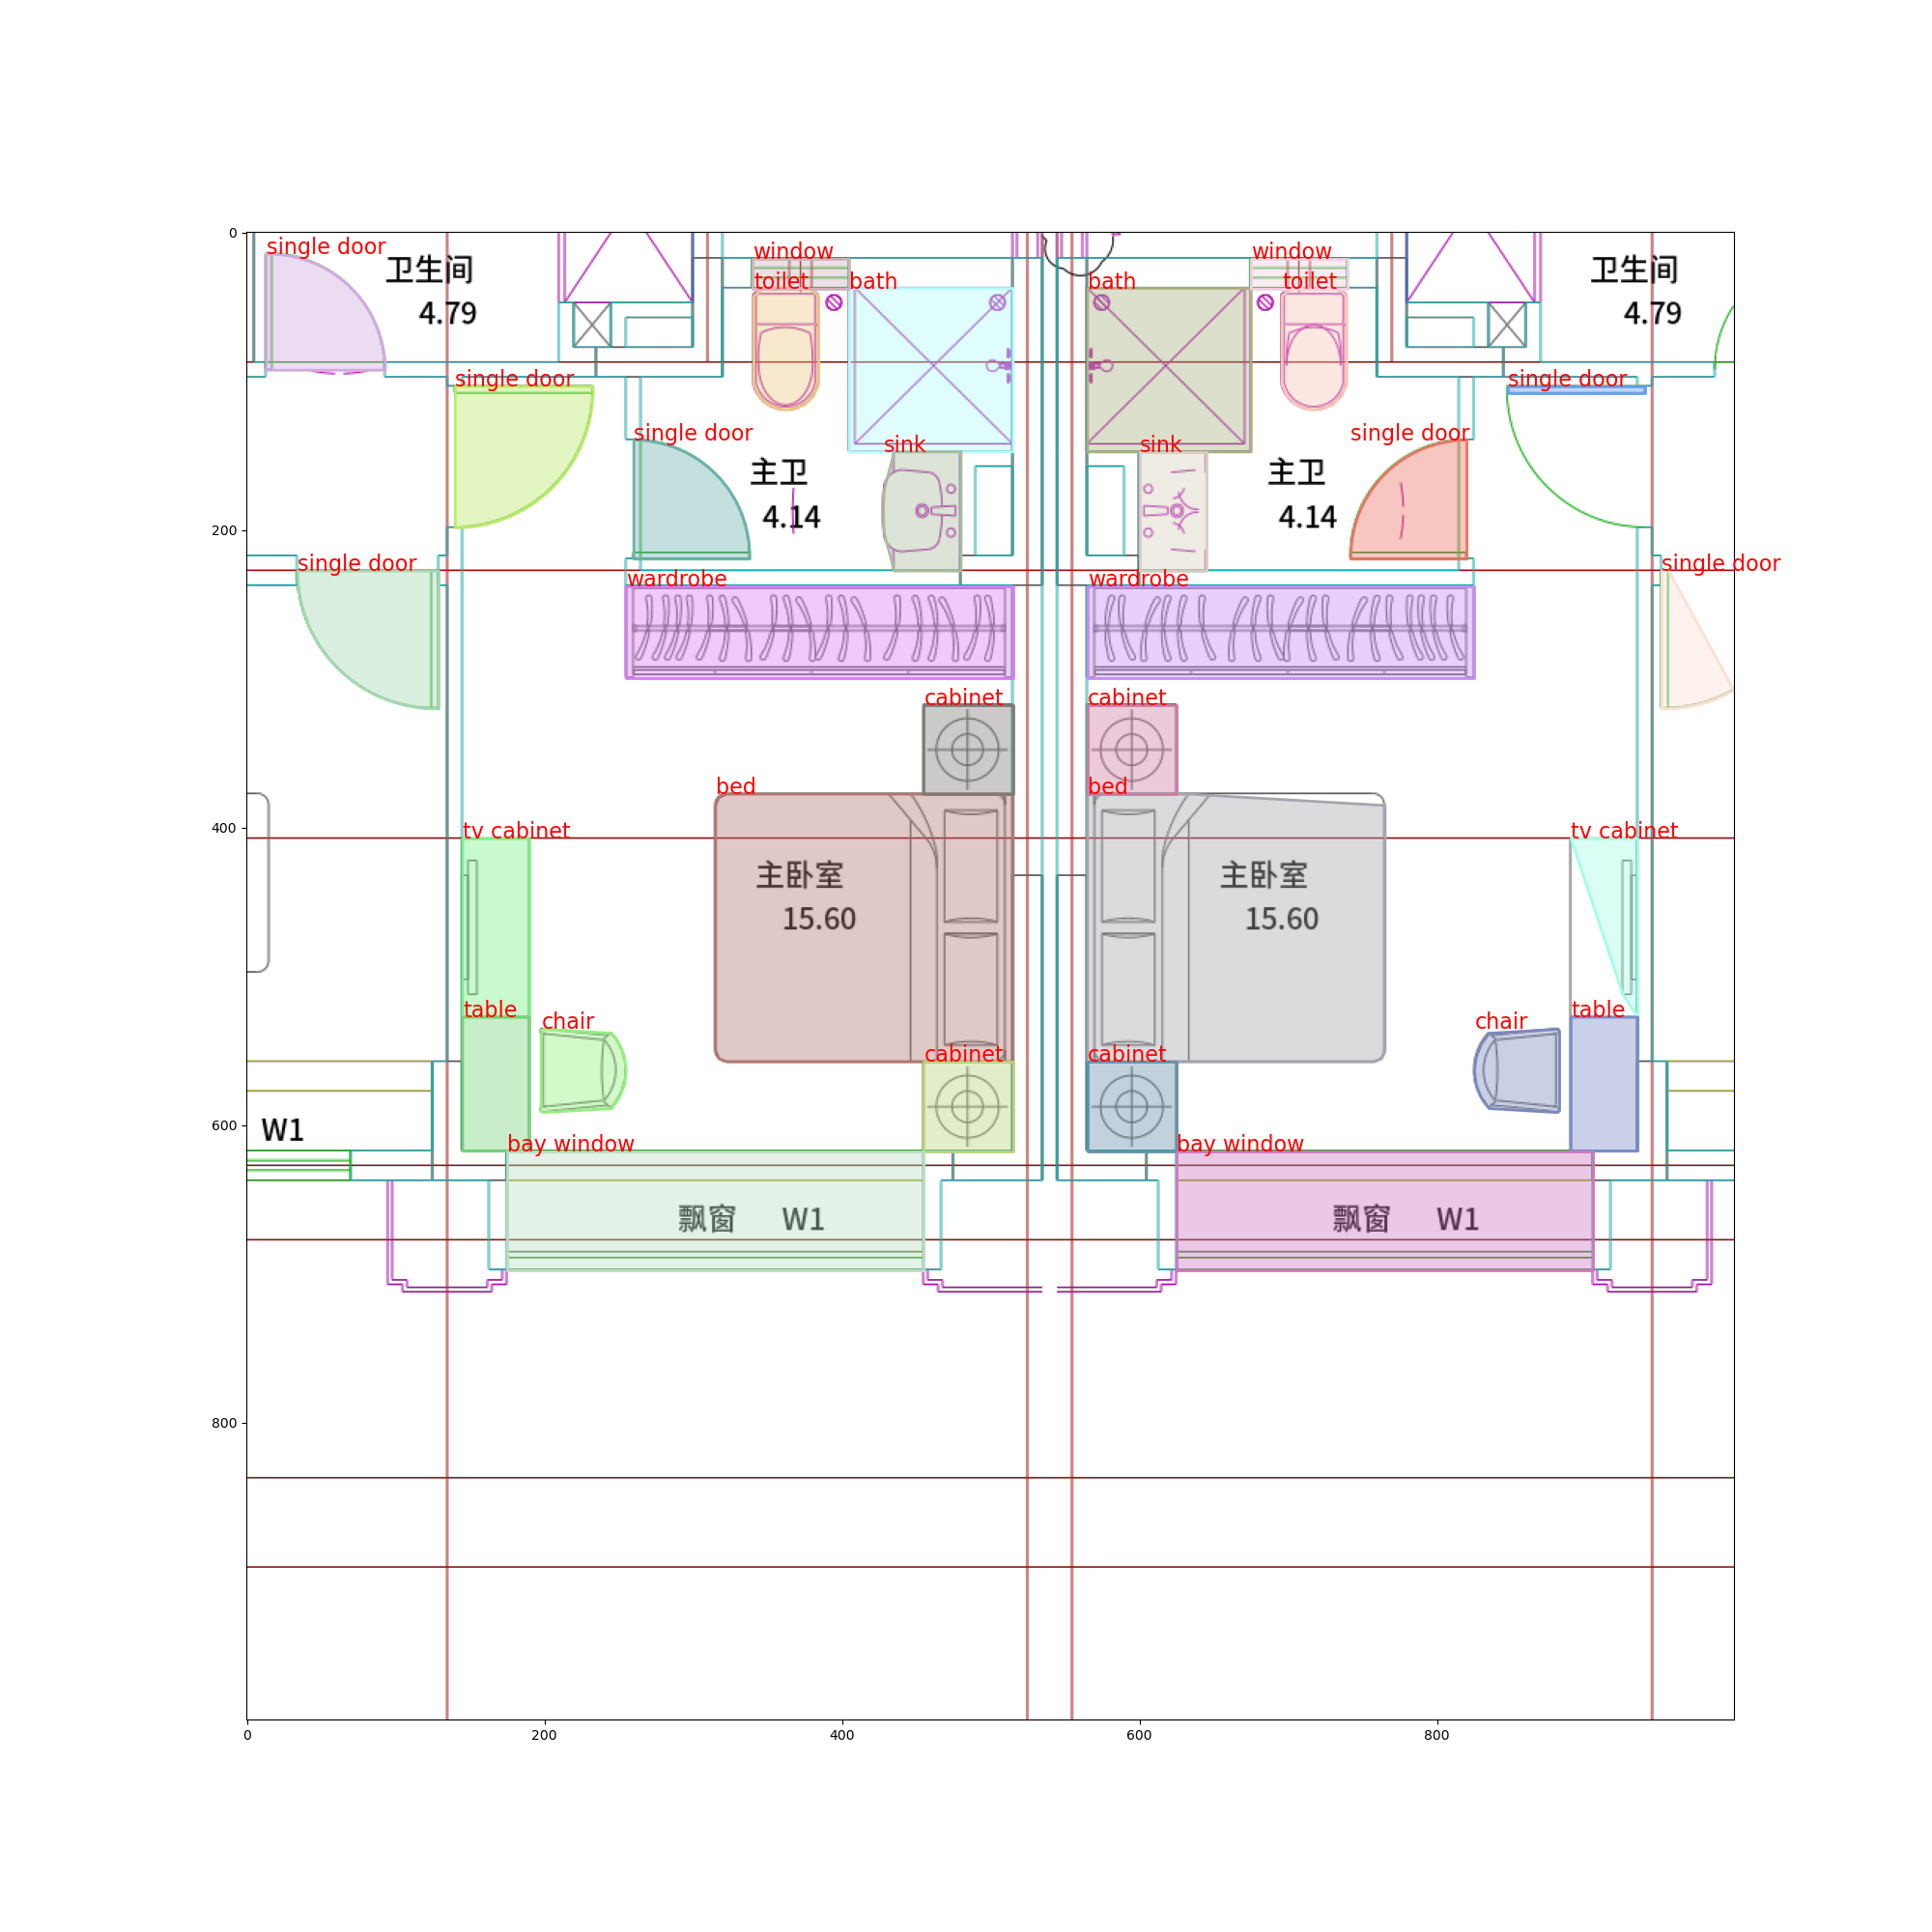 0
single door
卫生间
4.79
window
toilet
bath
window
bath
toilet
卫生间
4.79
single door
single door
single door
主卫
4.14
sink
sink
主卫
4.14
single door
200
single door
wardrobe
wardrobe
single door
cabinet
cabinet
bed
bed
400
tv cabinet
tv cabinet
主卧室
15.60
主卧室
15.60
table
chair
chair
table
cabinet
cabinet
600
W1
bay window
bay window
飘窗 W1
飘窗 W1
800
0 200 400 600 800